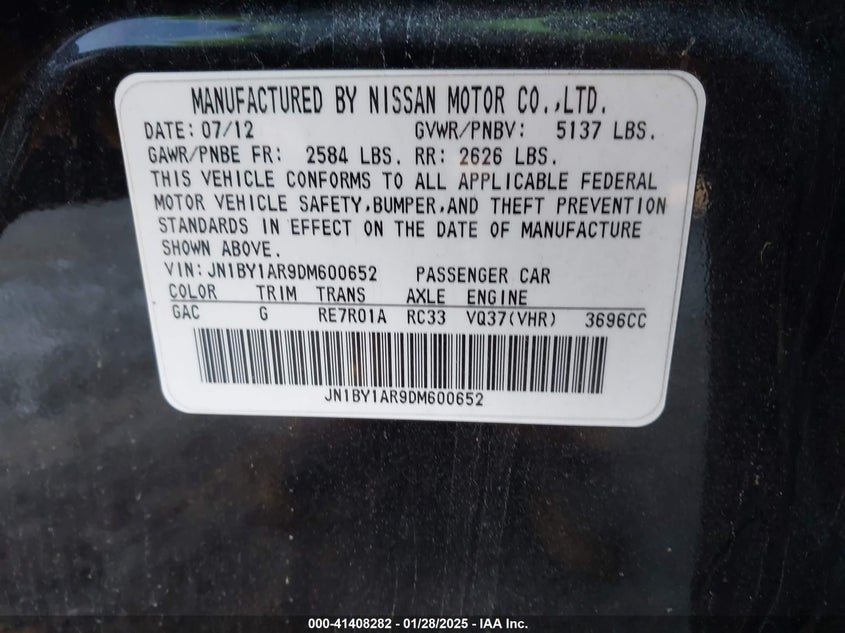 MANUFACTURED BY NISSAN MOTOR CO.,LTD.
DATE: 07/12 GVWR/PNBV: 5137 LBS.
GAWR/PNBE FR: 2584 LBS. RR: 2626 LBS.
THIS VEHICLE CONFORMS TO ALL APPLICABLE FEDERAL
MOTOR VEHICLE SAFETY,BUMPER,AND THEFT PREVENTION
STANDARDS IN EFFECT ON THE DATE OF MANUFACTURE
SHOWN ABOVE.
VIN: JN1BY1AR9DM600652 PASSENGER CAR
COLOR TRIM TRANS AXLE ENGINE
GAC G RE7R01A RC33 VQ37(VHR) 3696CC
JN1BY1AR9DM600652
000-41408282 - 01/28/2025 - IAA Inc.